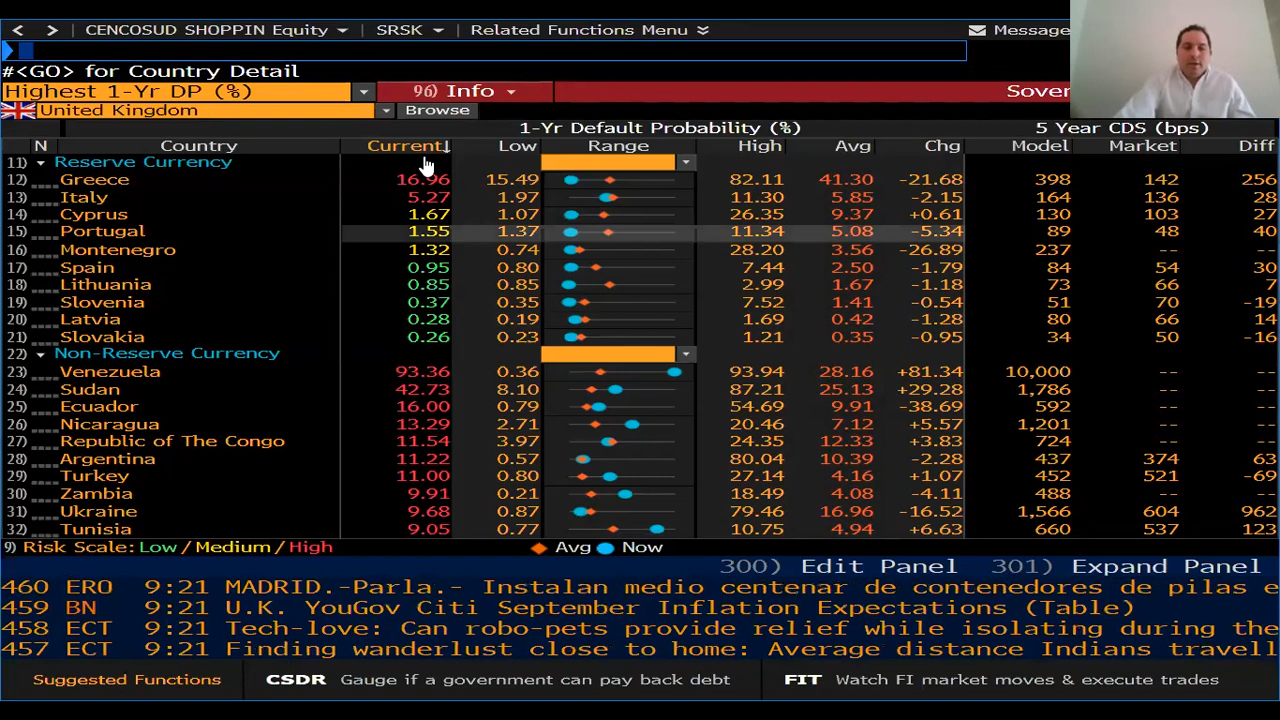 CENCOSUD SHOPPIN Equity SRSK Related Functions Menu Message
#<GO> for Country Detail
Highest 1-Yr DP (%) 96) Info Sover
United Kingdom Browse
1-Yr Default Probability (%) 5 Year CDS (bps)
N Country Current↓ Low Range High Avg Chg Model Market Diff
11) Reserve Currency
12) Greece 16.96 15.49 82.11 41.30 -21.68 398 142 256
13) Italy 5.27 1.97 11.30 5.85 -2.15 164 136 28
14) Cyprus 1.67 1.07 26.35 9.37 +0.61 130 103 27
15) Portugal 1.55 1.37 11.34 5.08 -5.34 89 48 40
16) Montenegro 1.32 0.74 28.20 3.56 -26.89 237
17) Spain 0.95 0.80 7.44 2.50 -1.79 84 54 30
18) Lithuania 0.85 0.85 2.99 1.67 -1.18 73 66 7
19) Slovenia 0.37 0.35 7.52 1.41 -0.54 51 70 -19
20) Latvia 0.28 0.19 1.69 0.42 -1.28 80 66 14
21) Slovakia 0.26 0.23 1.21 0.35 -0.95 34 50 -16
22) Non-Reserve Currency
23) Venezuela 93.36 0.36 93.94 28.16 +81.34 10,000 -- --
24) Sudan 42.73 8.10 87.21 25.13 +29.28 1,786 -- --
25) Ecuador 16.00 0.79 54.69 9.91 -38.69 592 -- --
26) Nicaragua 13.29 2.71 20.46 7.12 +5.57 1,201 -- --
27) Republic of The Congo 11.54 3.97 24.35 12.33 +3.83 724 -- --
28) Argentina 11.22 0.57 80.04 10.39 -2.28 437 374 63
29) Turkey 11.00 0.80 27.14 4.16 +1.07 452 521 -69
30) Zambia 9.91 0.21 18.49 4.08 -4.11 488 -- --
31) Ukraine 9.68 0.87 79.46 16.96 -16.52 1,566 604 962
32) Tunisia 9.05 0.77 10.75 4.94 +6.63 660 537 123
9) Risk Scale: Low / Medium / High Avg Now
300) Edit Panel 301) Expand Panel
460 ERO 9:21 MADRID.-Parla.- Instalan medio centenar de contenedores de pilas e
459 BN 9:21 U.K. YouGov Citi September Inflation Expectations (Table)
458 ECT 9:21 Tech-love: Can robo-pets provide relief while isolating during the
457 ECT 9:21 Finding wanderlust close to home: Average distance Indians travell
Suggested Functions CSDR Gauge if a government can pay back debt FIT Watch FI market moves & execute trades